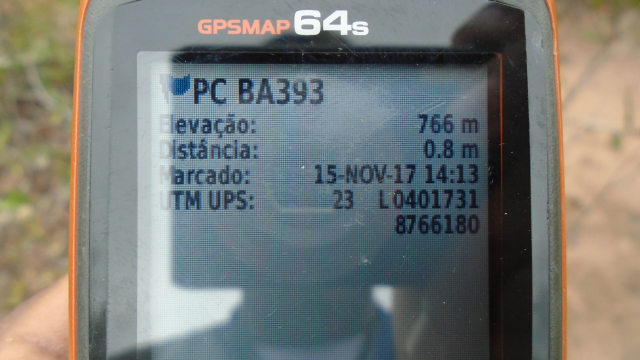 GPSMAP 64s
PC BA393
Elevação: 766 m
Distância: 0.8 m
Marcado: 15-NOV-17 14:13
UTM UPS: 23 L 0401731
8766180